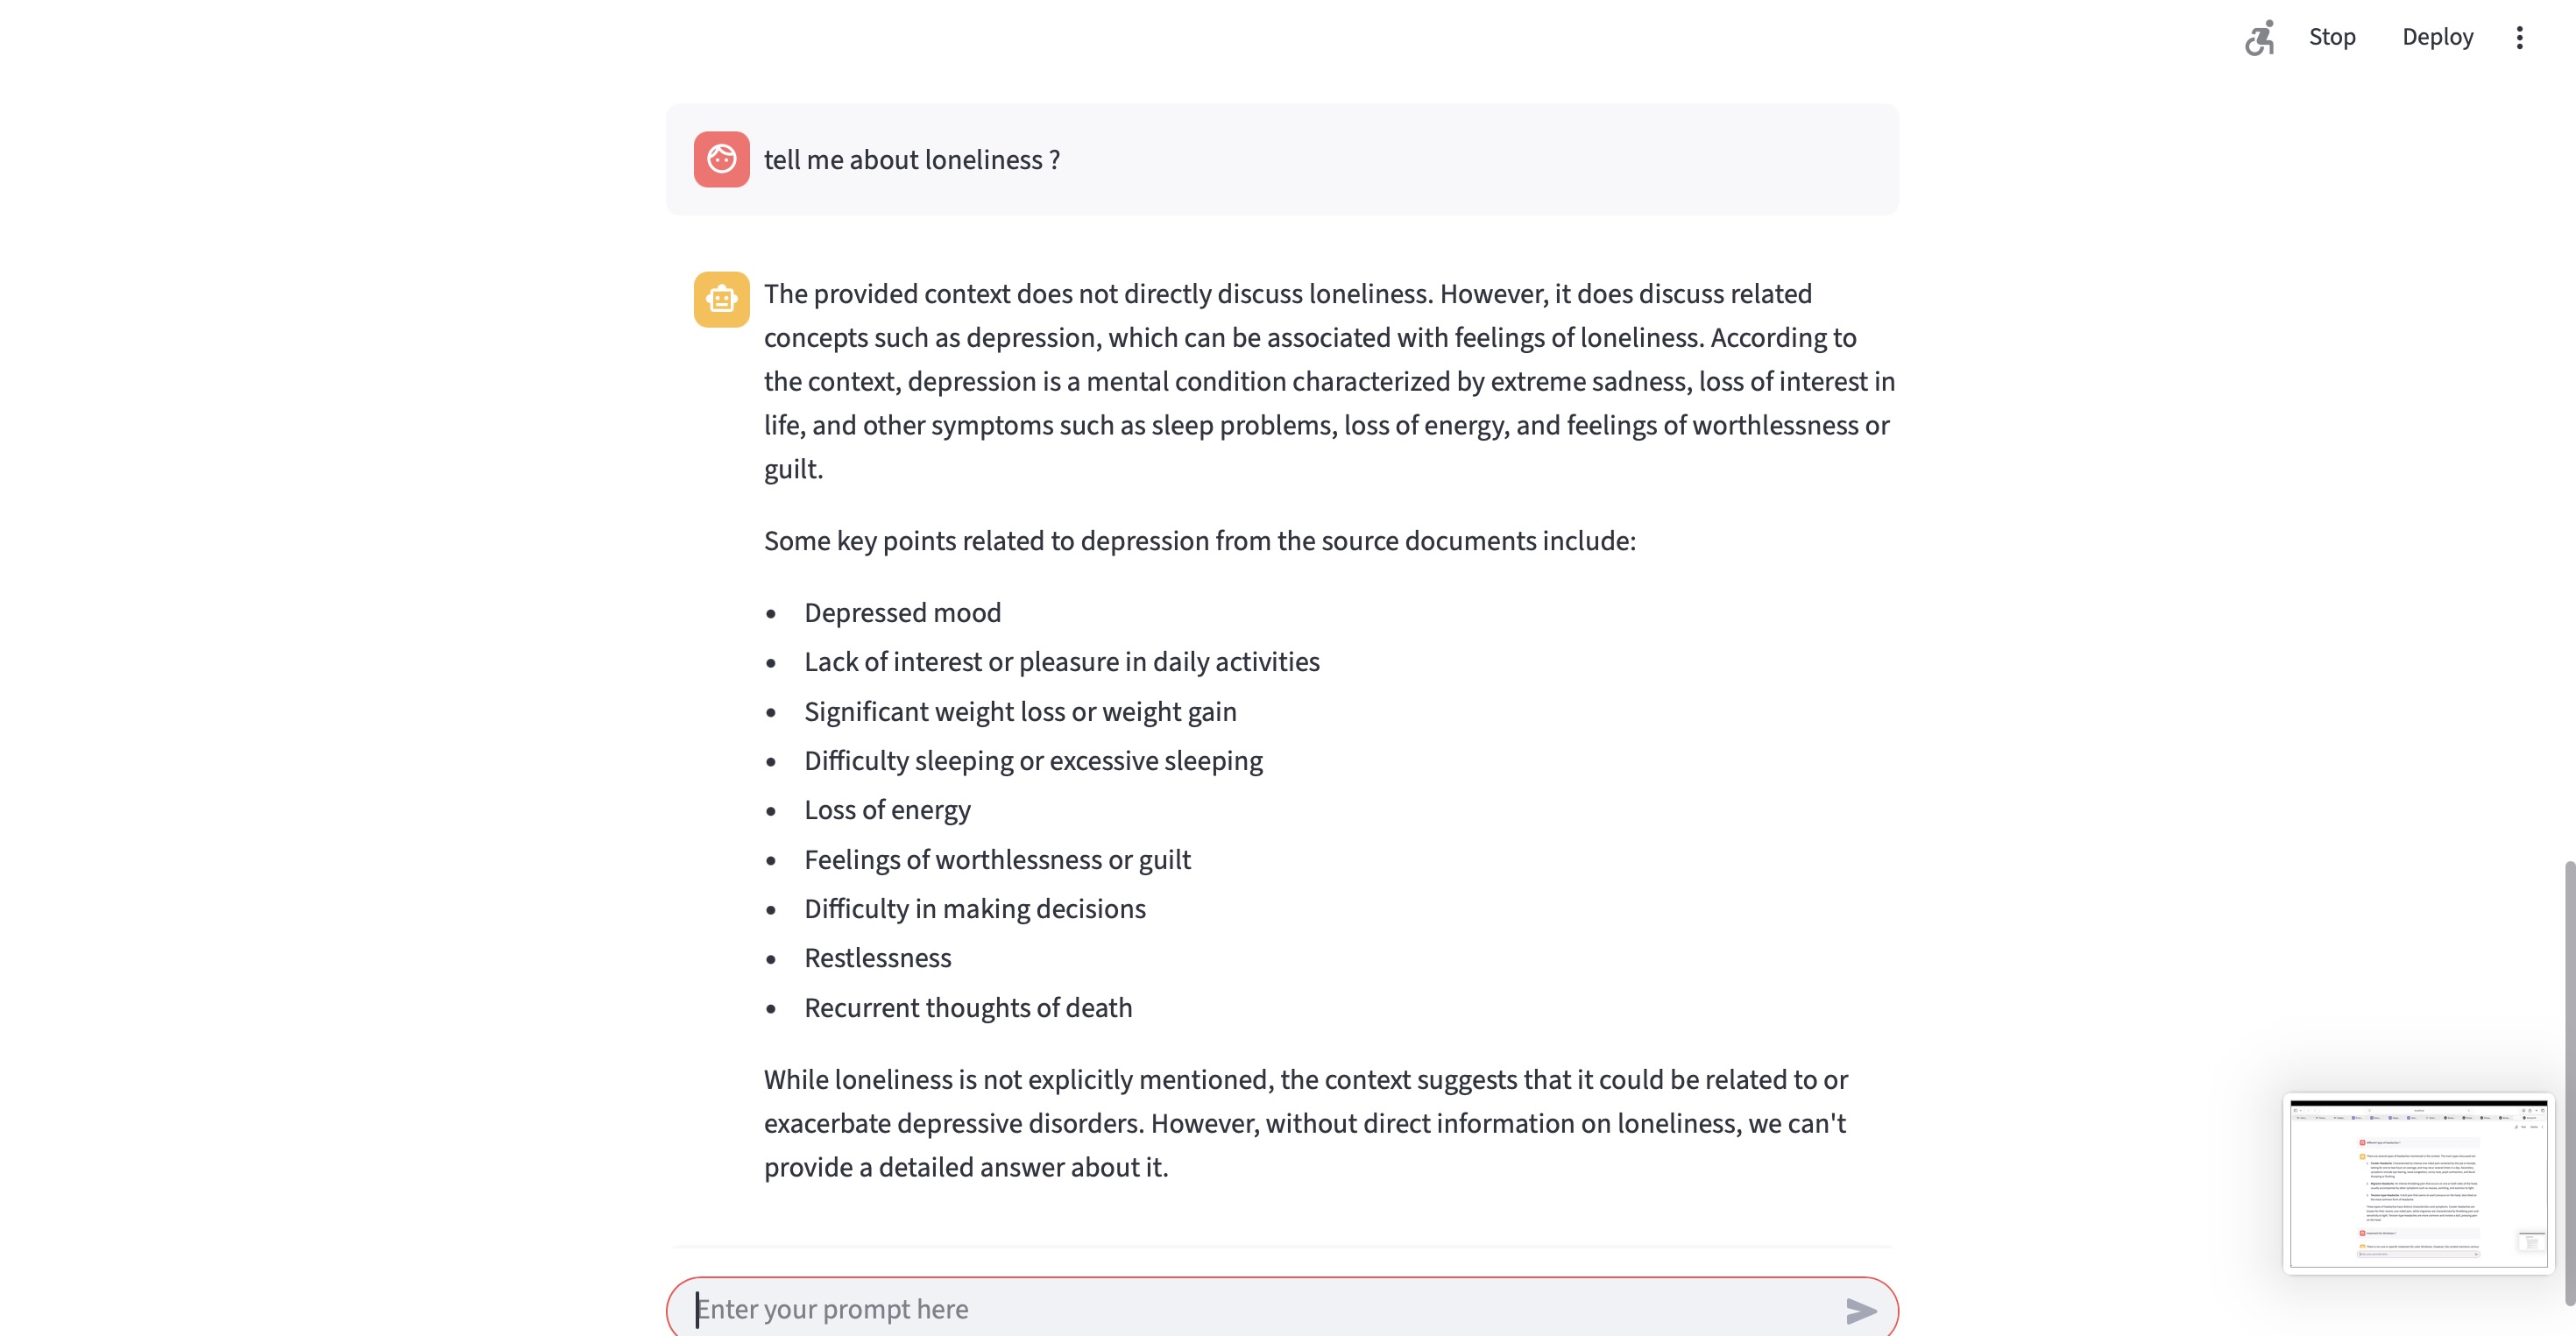 Stop
Deploy
tell me about loneliness ?
The provided context does not directly discuss loneliness. However, it does discuss related
concepts such as depression, which can be associated with feelings of loneliness. According to
the context, depression is a mental condition characterized by extreme sadness, loss of interest in
life, and other symptoms such as sleep problems, loss of energy, and feelings of worthlessness or
guilt.
Some key points related to depression from the source documents include:
• Depressed mood
• Lack of interest or pleasure in daily activities
• Significant weight loss or weight gain
• Difficulty sleeping or excessive sleeping
• Loss of energy
• Feelings of worthlessness or guilt
• Difficulty in making decisions
• Restlessness
• Recurrent thoughts of death
While loneliness is not explicitly mentioned, the context suggests that it could be related to or
exacerbate depressive disorders. However, without direct information on loneliness, we can't
provide a detailed answer about it.
Enter your prompt here